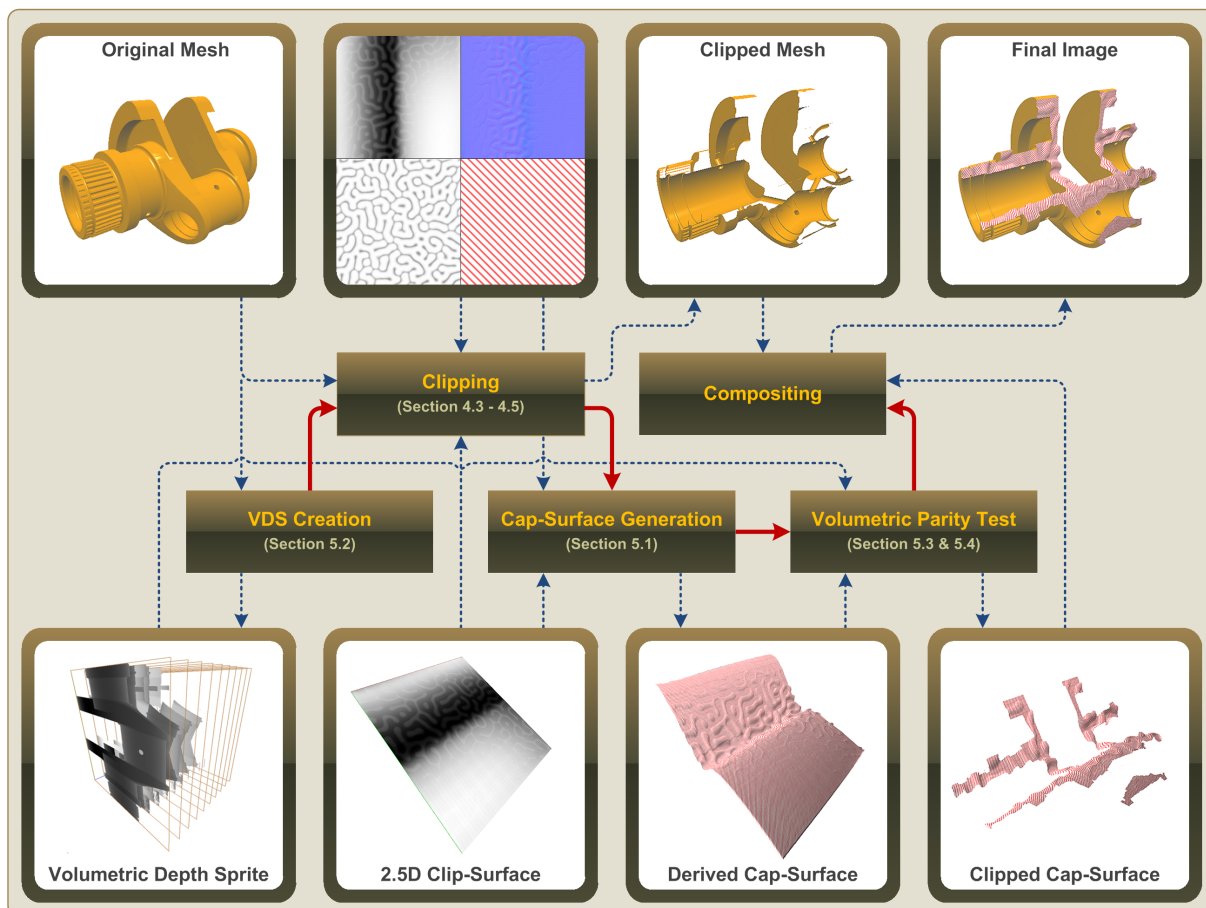 Original Mesh
Clipped Mesh
Final Image
Clipping
(Section 4.3 - 4.5)
Compositing
VDS Creation
(Section 5.2)
Cap-Surface Generation
(Section 5.1)
Volumetric Parity Test
(Section 5.3 & 5.4)
Volumetric Depth Sprite
2.5D Clip-Surface
Derived Cap-Surface
Clipped Cap-Surface